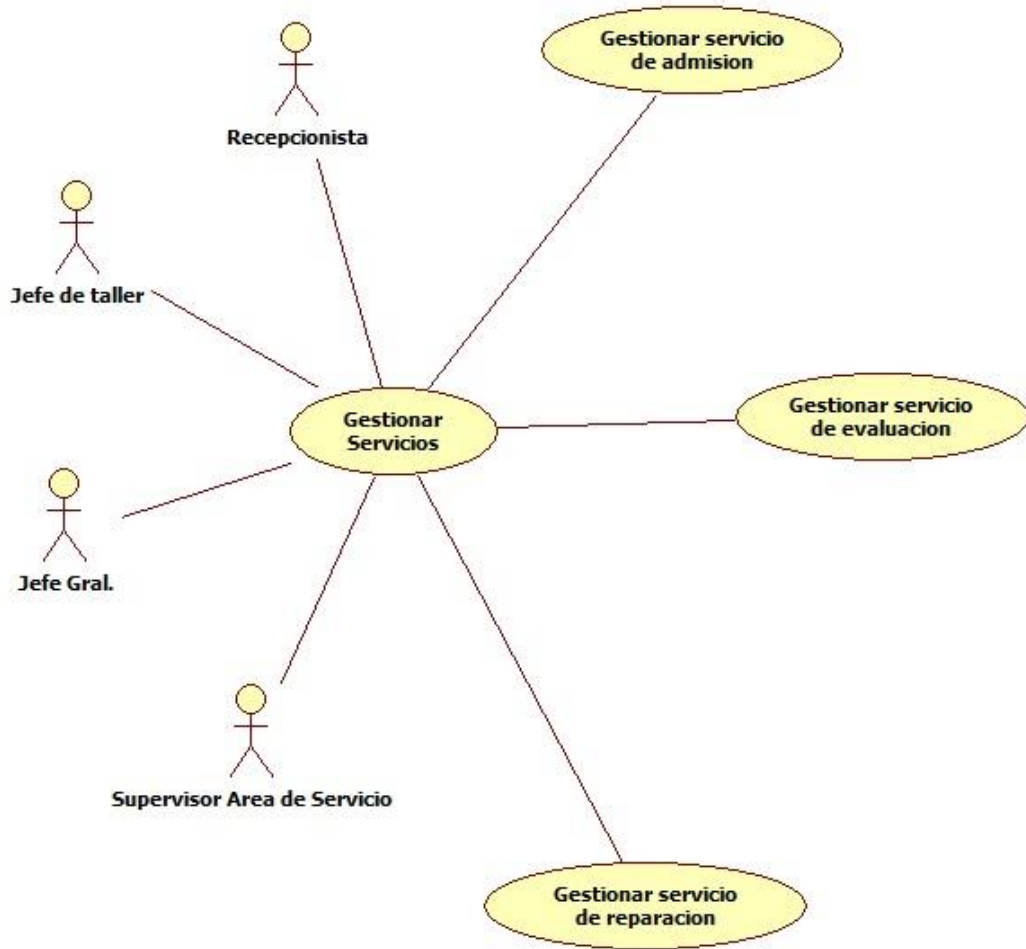 Gestionar servicio
de admision
Recepcionista
Jefe de taller
Gestionar
Servicios
Gestionar servicio
de evaluacion
Jefe Gral.
Supervisor Area de Servicio
Gestionar servicio
de reparacion